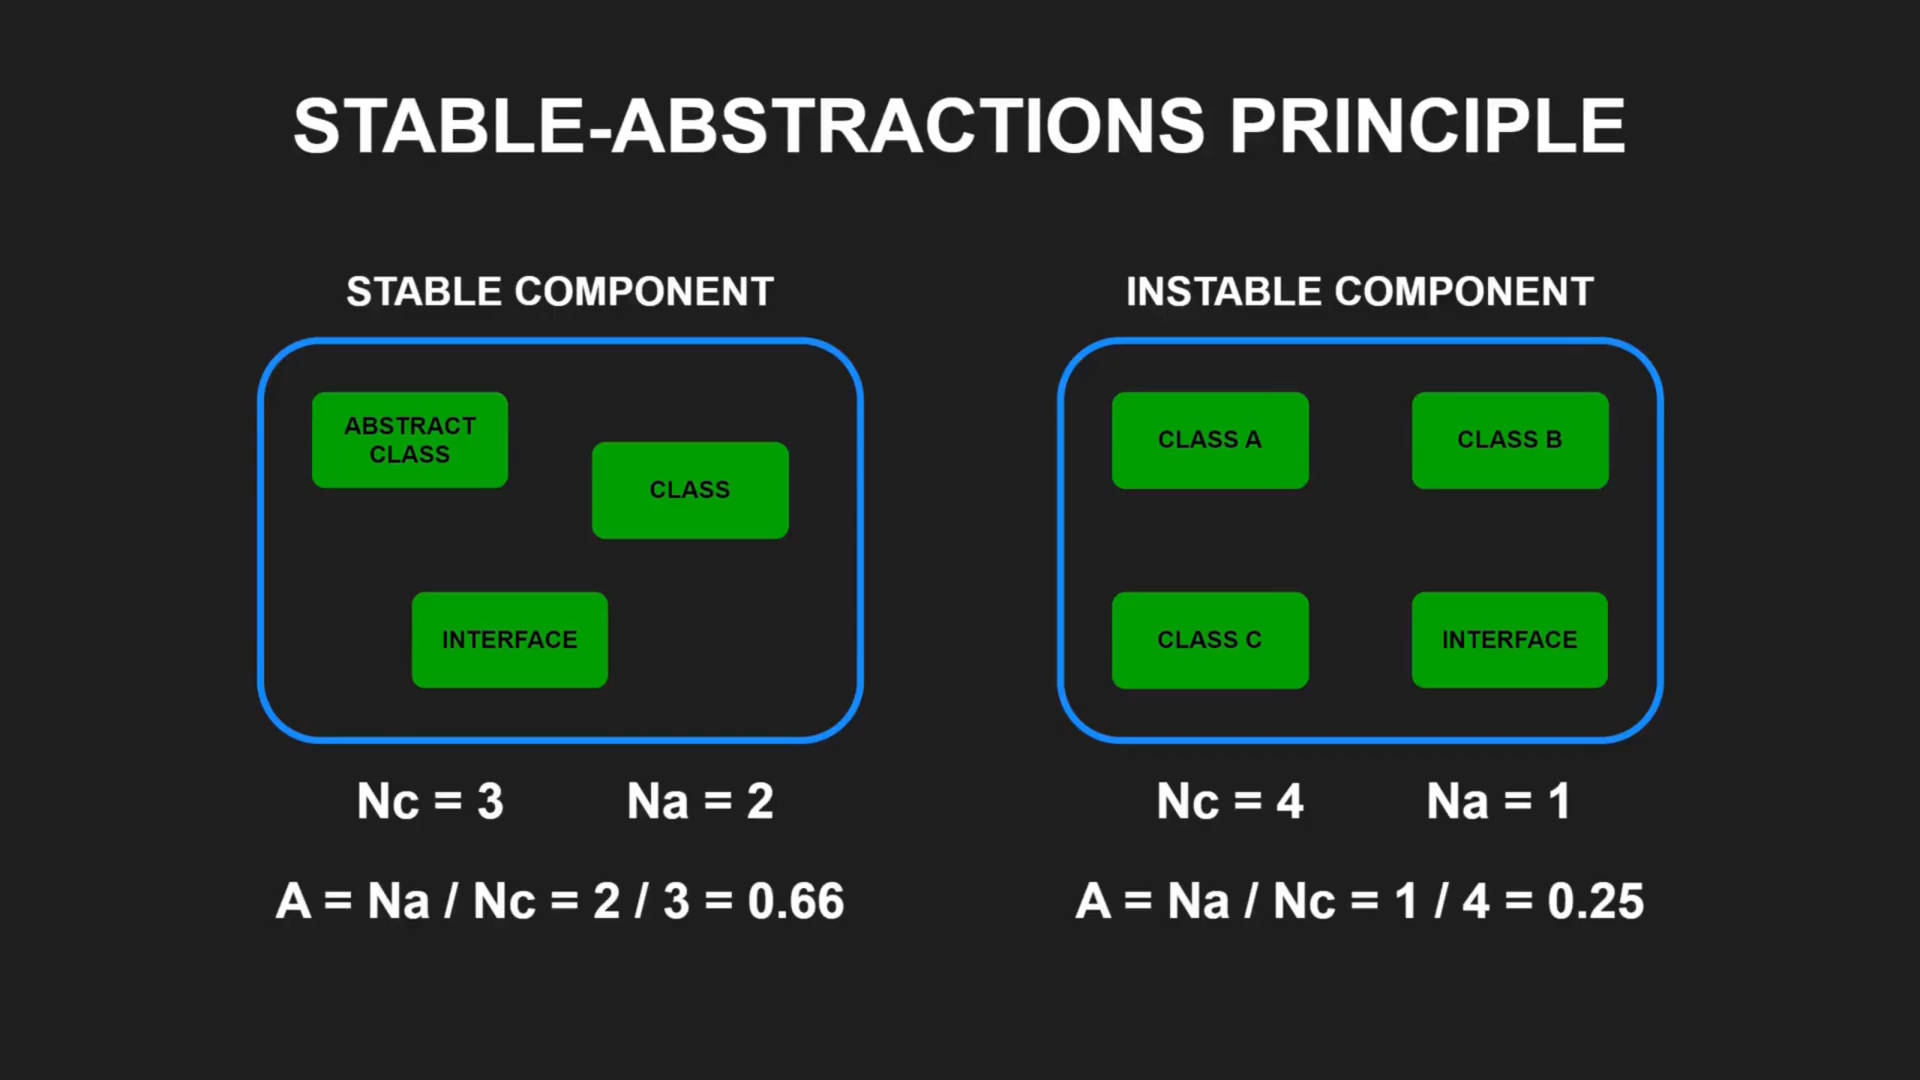 STABLE-ABSTRACTIONS PRINCIPLE
STABLE COMPONENT
ABSTRACT
CLASS
CLASS
INTERFACE
Nc = 3
Na = 2
A = Na / Nc = 2 / 3 = 0.66
INSTABLE COMPONENT
CLASS A
CLASS B
CLASS C
INTERFACE
Nc = 4
Na = 1
A = Na / Nc = 1 / 4 = 0.25